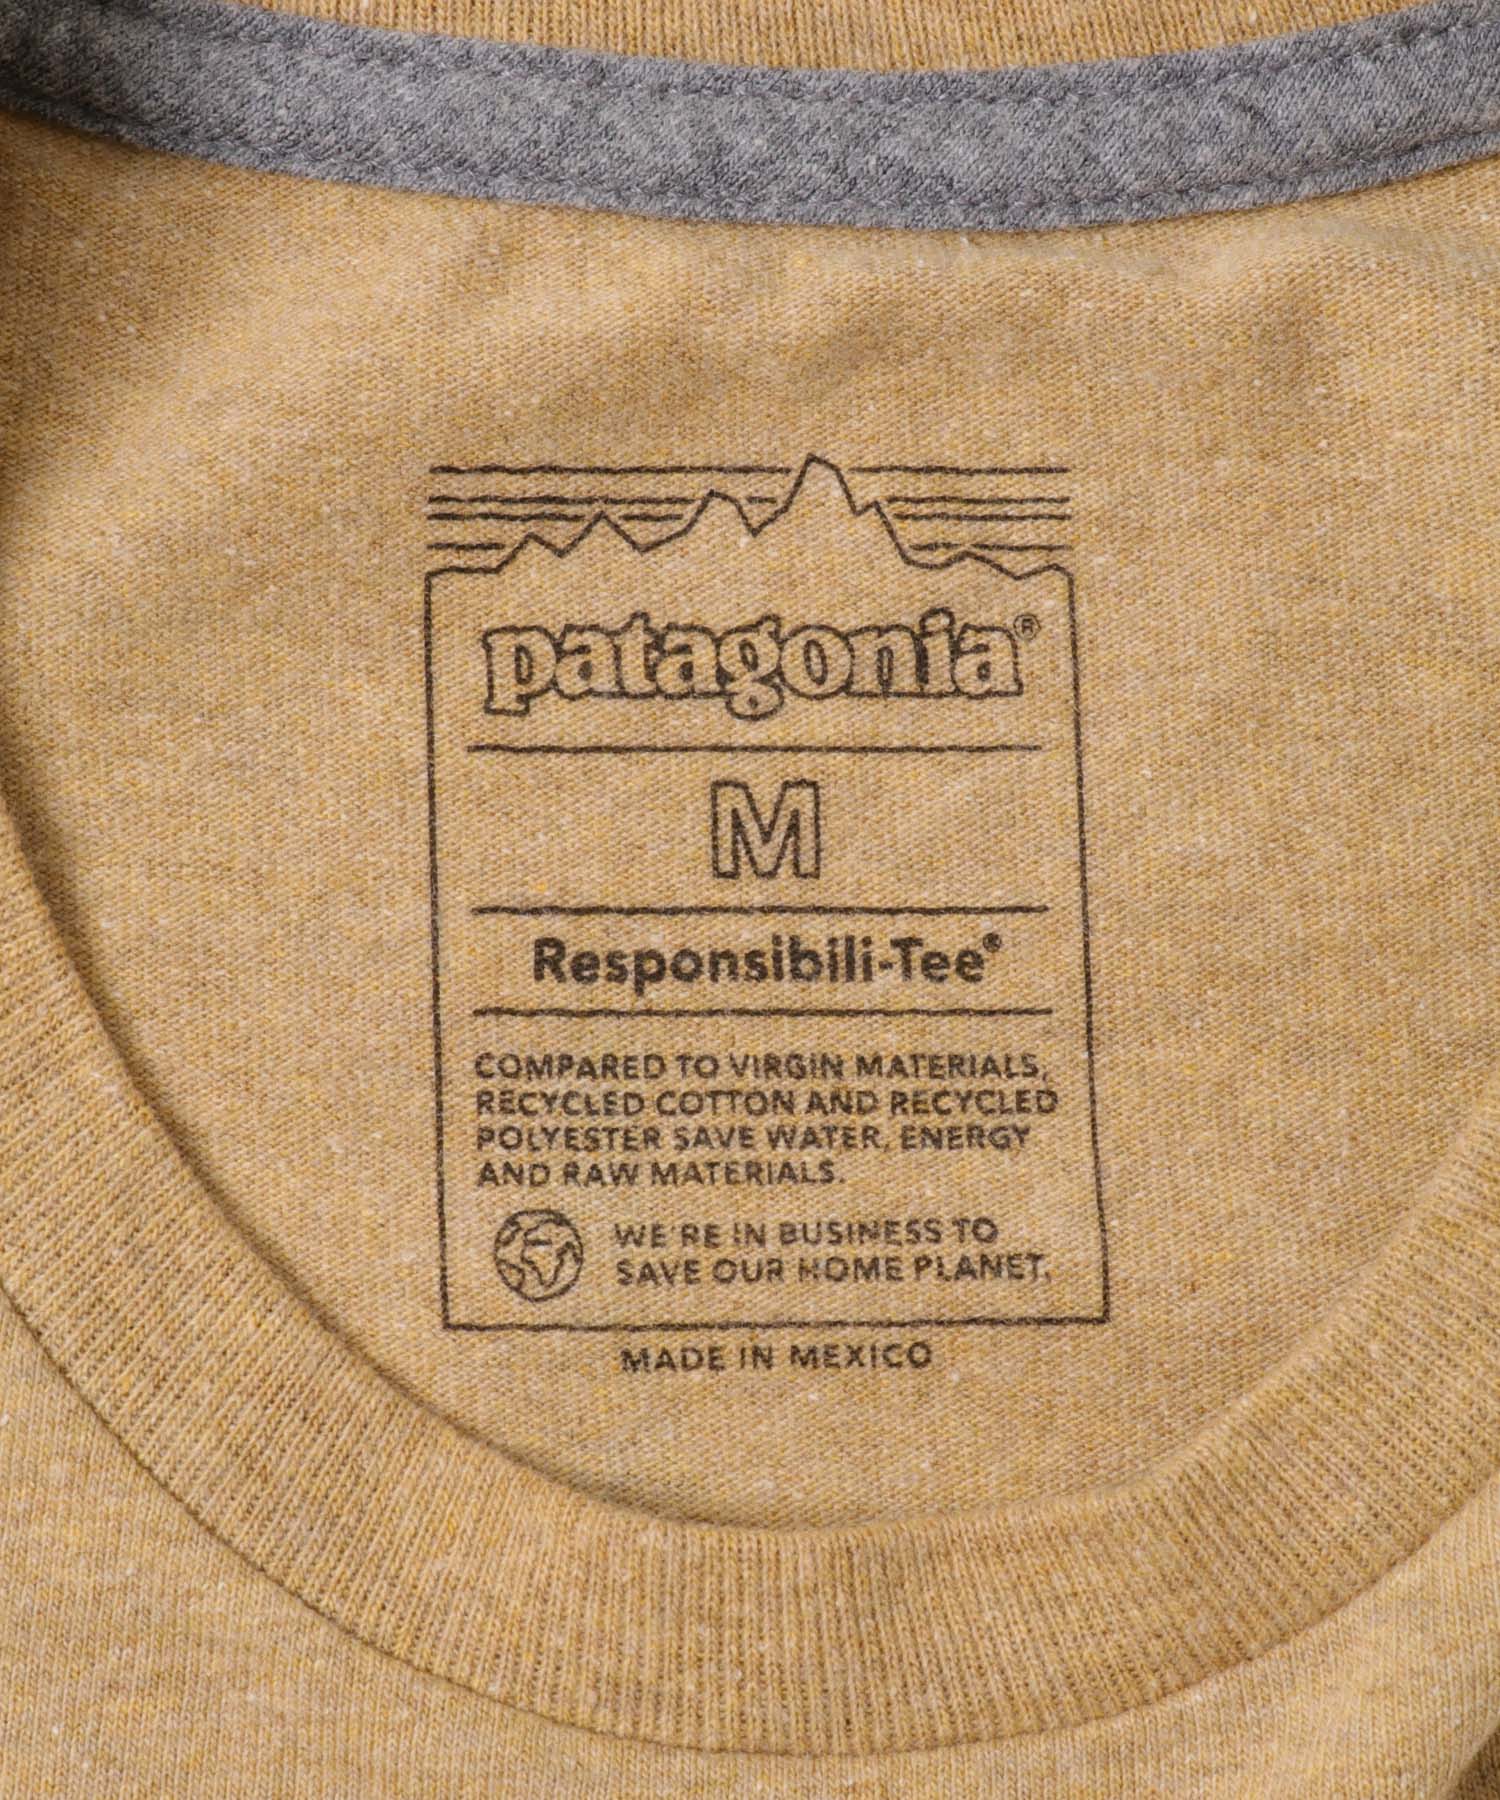 patagonia®
M
Responsibili-Tee®
COMPARED TO VIRGIN MATERIALS,
RECYCLED COTTON AND RECYCLED
POLYESTER SAVE WATER, ENERGY
AND RAW MATERIALS.
WE'RE IN BUSINESS TO
SAVE OUR HOME PLANET.
MADE IN MEXICO